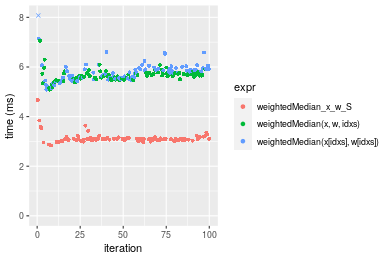 8
6
4
2
0
time (ms)
0
25
50
75
100
iteration
expr
weightedMedian_x_w_S
weightedMedian(x, w, idxs)
weightedMedian(x[idxs], w[idxs])